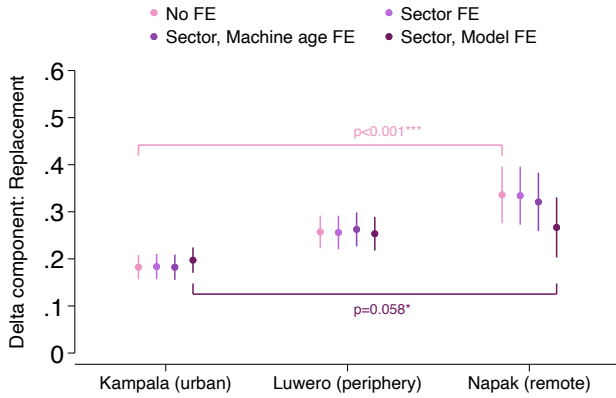 No FE
Sector FE
Sector, Machine age FE
Sector, Model FE
Delta component: Replacement
.6
.5
.4
.3
.2
.1
0
p<0.001***
p=0.058*
Kampala (urban)
Luwero (periphery)
Napak (remote)